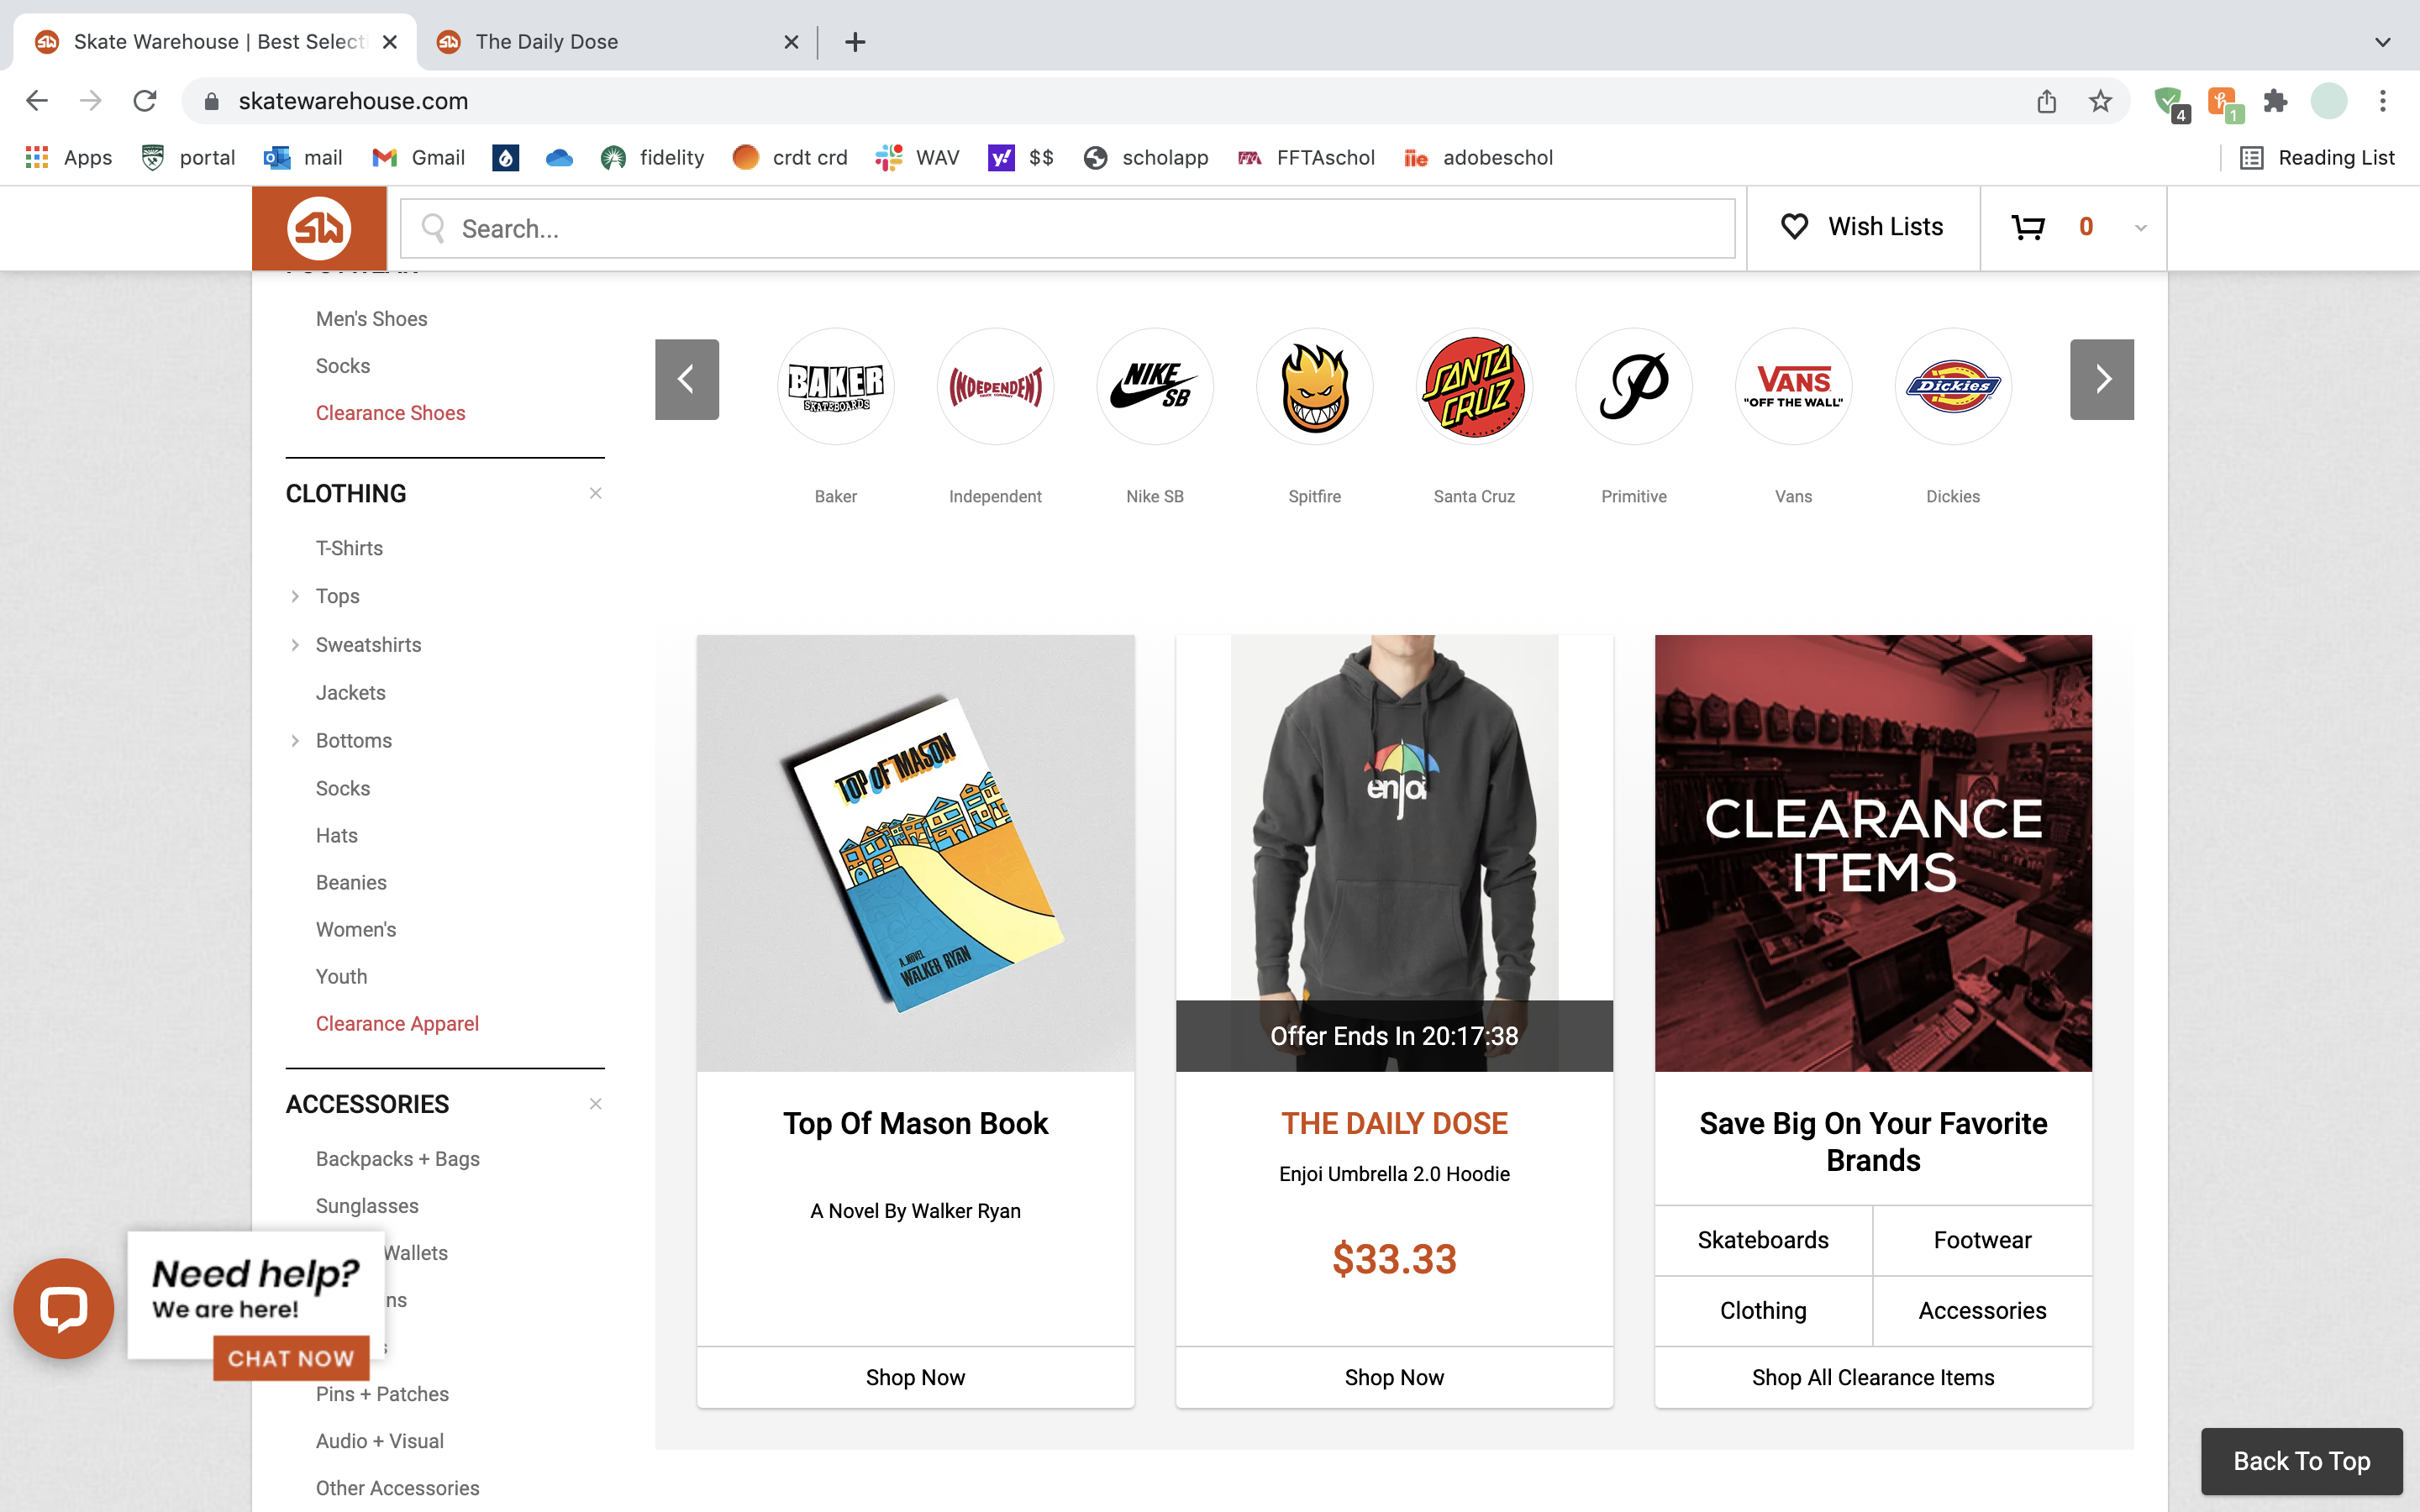 Skate Warehouse | Best Select
The Daily Dose
skatewarehouse.com
4
1
Apps
portal
mail
Gmail
fidelity
crdt crd
WAV
$$
scholapp
FFTAschol
adobeschol
Reading List
SW
Search...
Wish Lists
0
Men's Shoes
Socks
Clearance Shoes
CLOTHING
T-Shirts
Tops
Sweatshirts
Jackets
Bottoms
Socks
Hats
Beanies
Women's
Youth
Clearance Apparel
ACCESSORIES
Backpacks + Bags
Sunglasses
Wallets
ns
s
Pins + Patches
Audio + Visual
Other Accessories
Need help?
We are here!
CHAT NOW
BAKER
SKATEBOARDS
INDEPENDENT
TRUCK COMPANY
NIKE
SB
SANTA
CRUZ
P
VANS
"OFF THE WALL"
Dickies
Baker
Independent
Nike SB
Spitfire
Santa Cruz
Primitive
Vans
Dickies
TOP OF MASON
A NOVEL
WALKER RYAN
Top Of Mason Book
A Novel By Walker Ryan
Shop Now
enjoi
Offer Ends In 20:17:38
THE DAILY DOSE
Enjoi Umbrella 2.0 Hoodie
$33.33
Shop Now
CLEARANCE
ITEMS
Save Big On Your Favorite
Brands
Skateboards
Footwear
Clothing
Accessories
Shop All Clearance Items
Back To Top